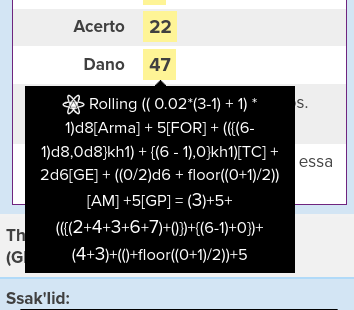 Acerto 22
Dano 47
Rolling (( 0.02*(3-1) + 1) *
1)d8[Arma] + 5[FOR] + (({(6-
1)d8,0d8}kh1) + {(6 - 1),0}kh1)[TC] +
2d6[GE] + ((0/2)d6 + floor((0+1)/2))
[AM] +5[GP] = (3)+5+
(({(2+4+3+6+7)+()})+{(6-1)+0})+
(4+3)+(()+floor((0+1)/2))+5
os.
essa
Th
(Gl
Ssak'lid: